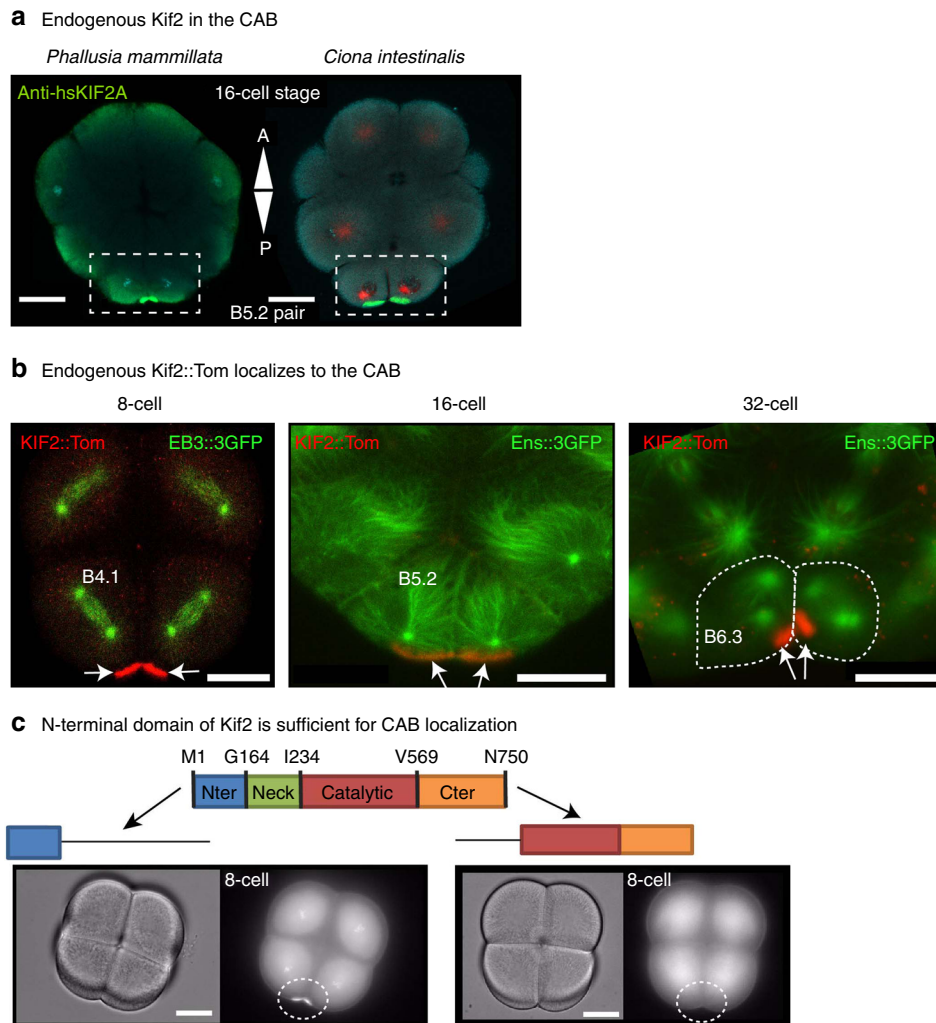 a Endogenous Kif2 in the CAB
Phallusia mammillata Ciona intestinalis
Anti-hsKIF2A 16-cell stage
A
P
B5.2 pair
b Endogenous Kif2::Tom localizes to the CAB
8-cell 16-cell 32-cell
KIF2::Tom EB3::3GFP KIF2::Tom Ens::3GFP KIF2::Tom Ens::3GFP
B4.1 B5.2 B6.3
c N-terminal domain of Kif2 is sufficient for CAB localization
M1 G164 I234 V569 N750
Nter Neck Catalytic Cter
8-cell 8-cell